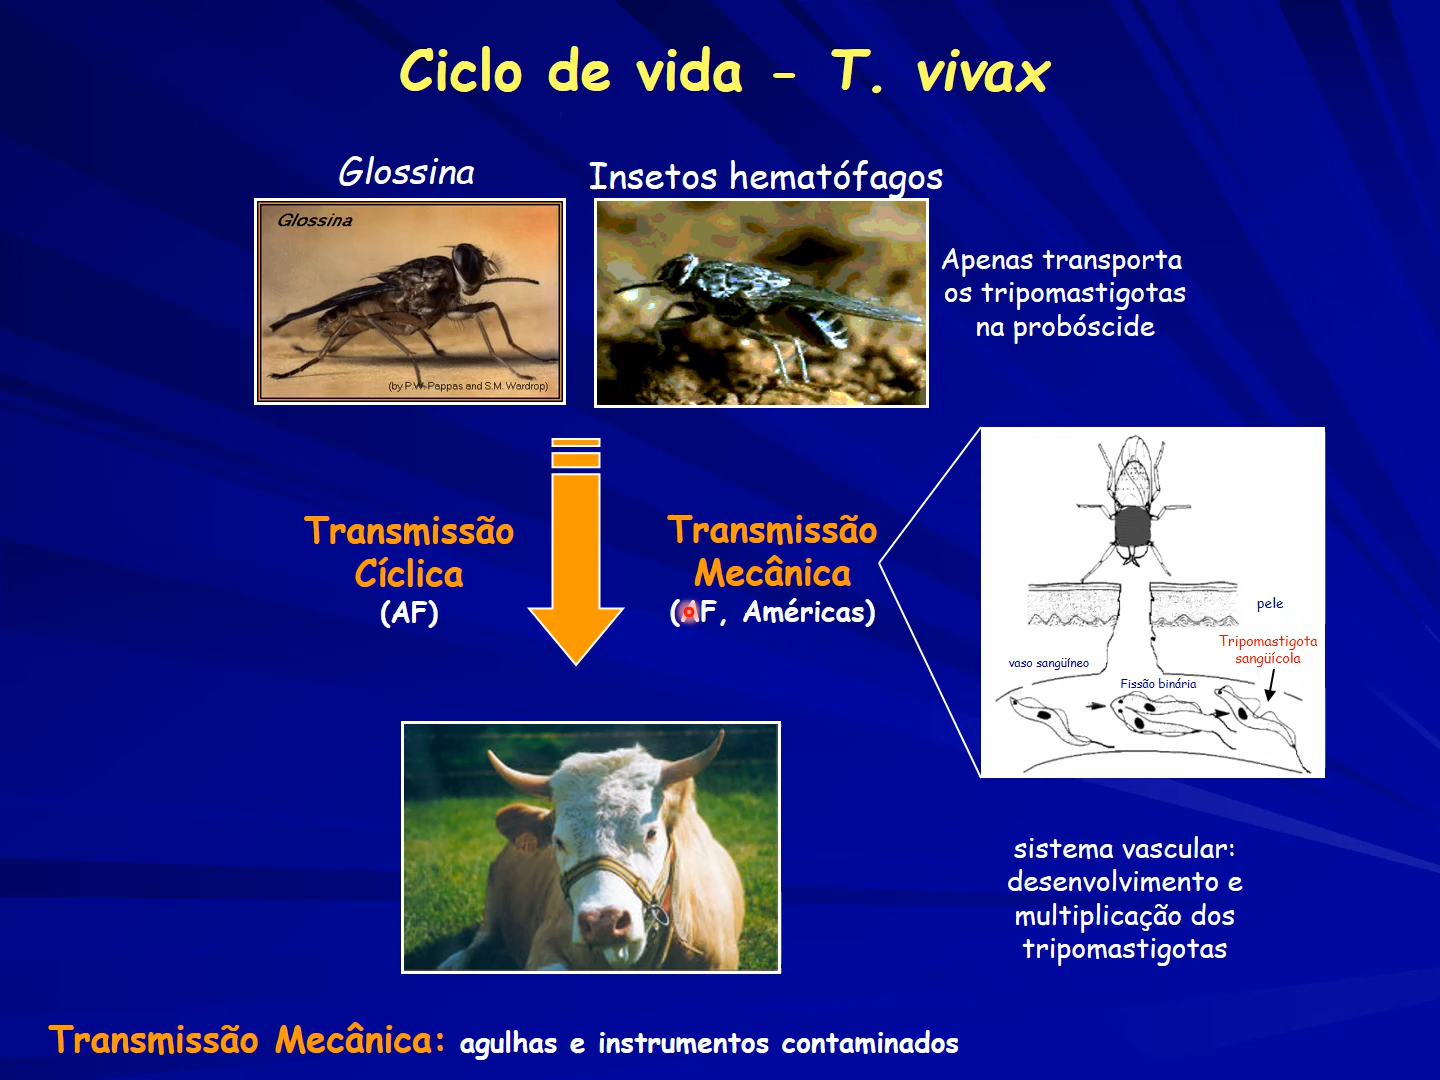 Ciclo de vida - T. vivax
Glossina
Insetos hematófagos
Glossina
(by P.W. Pappas and S.M. Wardrop)
Apenas transporta
os tripomastigotas
na probóscide
Transmissão
Cíclica
(AF)
Transmissão
Mecânica
(AF, Américas)
pele
Tripomastigota
sangüícola
vaso sangüíneo
Fissão binária
sistema vascular:
desenvolvimento e
multiplicação dos
tripomastigotas
Transmissão Mecânica: agulhas e instrumentos contaminados